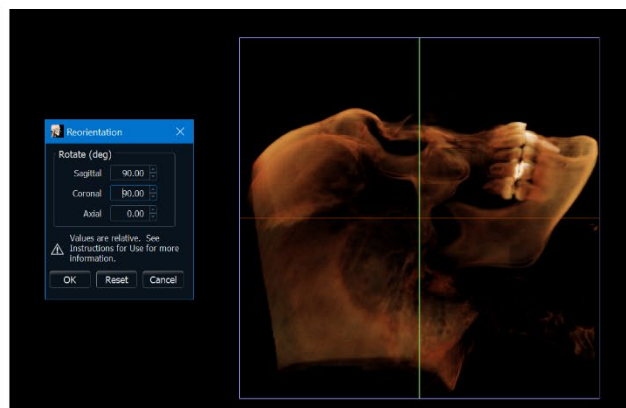 Reorientation
Rotate (deg)
Sagittal 90.00
Coronal 90.00
Axial 0.00
Values are relative. See
Instructions for Use for more
information.
OK Reset Cancel